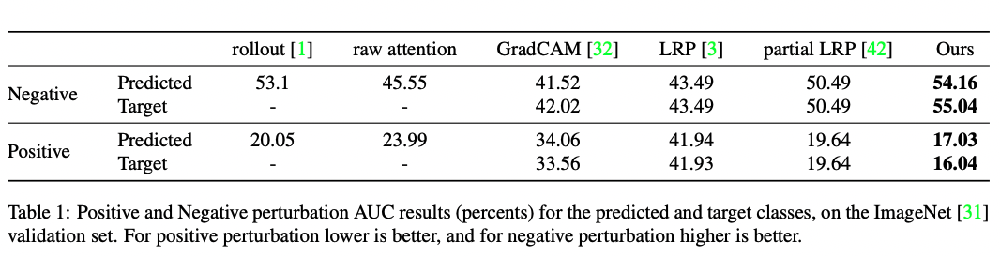 rollout [1] raw attention GradCAM [32] LRP [3] partial LRP [42] Ours
Negative Predicted 53.1 45.55 41.52 43.49 50.49 54.16
Target - - 42.02 43.49 50.49 55.04
Positive Predicted 20.05 23.99 34.06 41.94 19.64 17.03
Target - - 33.56 41.93 19.64 16.04
Table 1: Positive and Negative perturbation AUC results (percents) for the predicted and target classes, on the ImageNet [31]
validation set. For positive perturbation lower is better, and for negative perturbation higher is better.